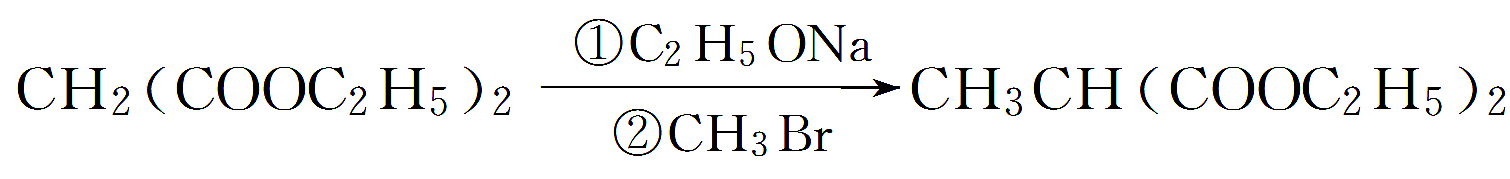 ①C₂H₅ONa
CH₂(COOC₂H₅)₂ ⟶ CH₃CH(COOC₂H₅)₂
②CH₃Br